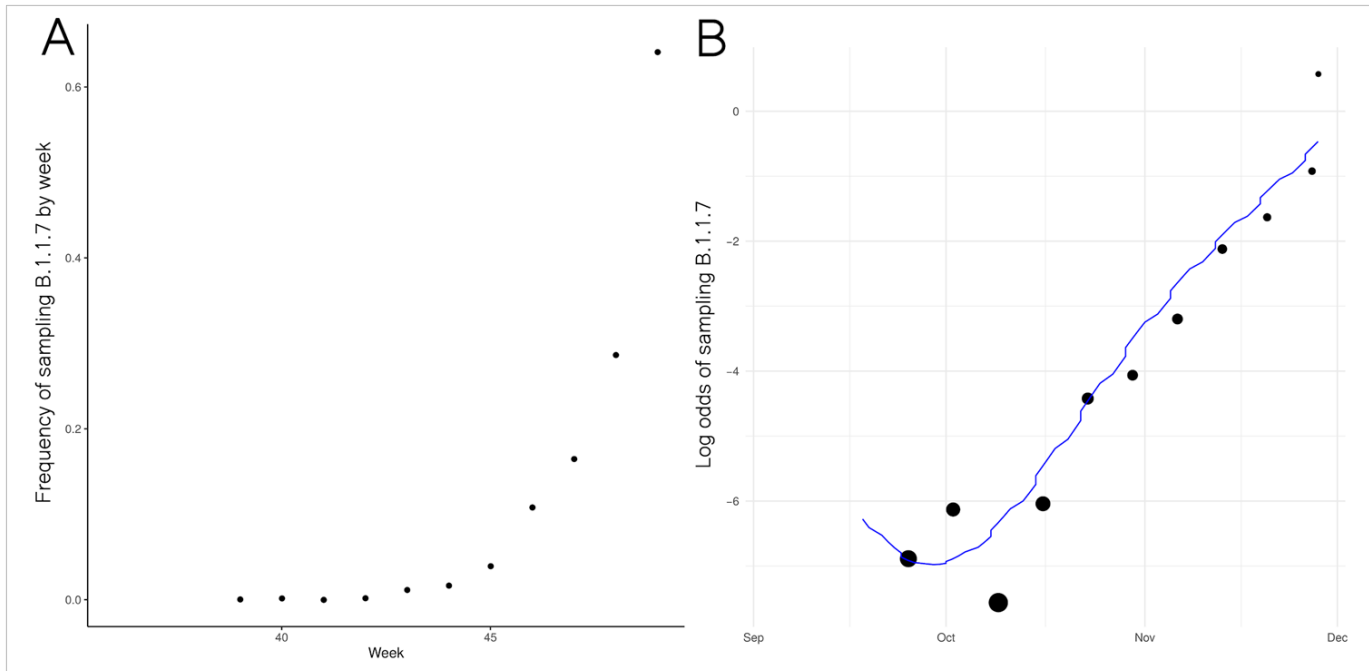 A
Frequency of sampling B.1.1.7 by week
0.6
0.4
0.2
0.0
40
45
Week
B
Log odds of sampling B.1.1.7
0
−2
−4
−6
Sep
Oct
Nov
Dec